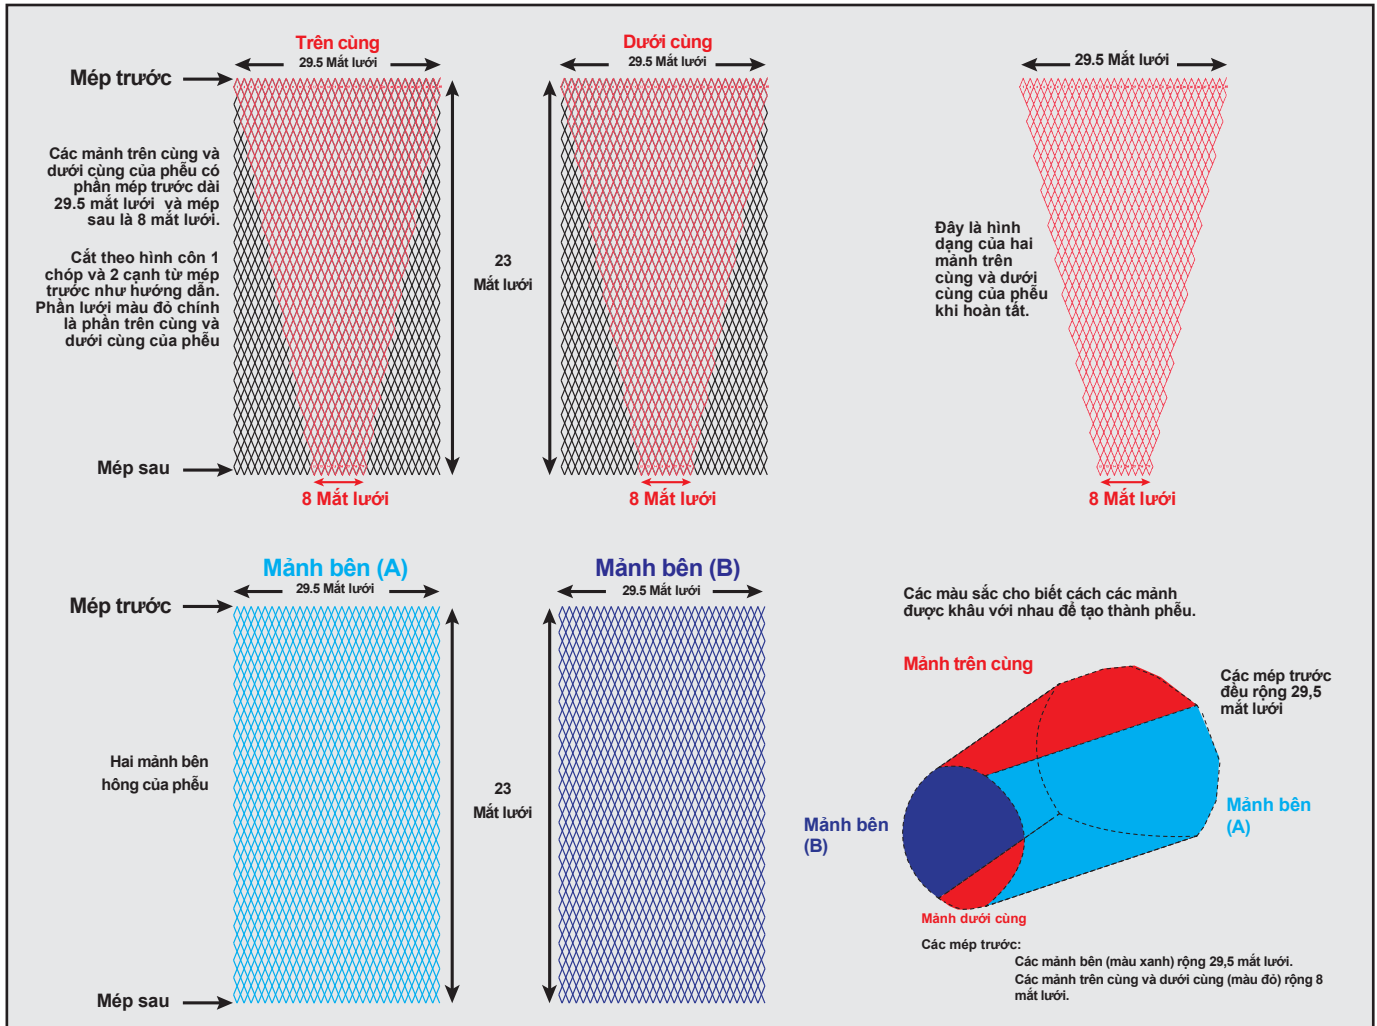 Trên cùng
29.5 Mắt lưới
Dưới cùng
29.5 Mắt lưới
29.5 Mắt lưới
Mép trước
Các mảnh trên cùng và
dưới cùng của phễu có
phần mép trước dài
29.5 mắt lưới và mép
sau là 8 mắt lưới.
Cắt theo hình côn 1
chóp và 2 cạnh từ mép
trước như hướng dẫn.
Phần lưới màu đỏ chính
là phần trên cùng và
dưới cùng của phễu
23
Mắt lưới
Đây là hình
dạng của hai
mảnh trên
cùng và dưới
cùng của phễu
khi hoàn tất.
Mép sau
8 Mắt lưới
8 Mắt lưới
Mảnh bên (A)
29.5 Mắt lưới
Mảnh bên (B)
29.5 Mắt lưới
Mép trước
Hai mảnh bên
hông của phễu
23
Mắt lưới
Mép sau
Các màu sắc cho biết cách các mảnh
được khâu với nhau để tạo thành phễu.
Mảnh trên cùng
Các mép trước
đều rộng 29,5
mắt lưới
Mảnh bên
(A)
Mảnh bên
(B)
Mảnh dưới cùng
Các mép trước:
Các mảnh bên (màu xanh) rộng 29,5 mắt lưới.
Các mảnh trên cùng và dưới cùng (màu đỏ) rộng 8
mắt lưới.